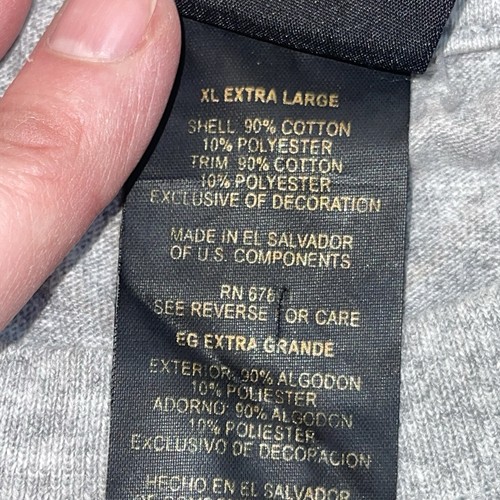 XL EXTRA LARGE
SHELL: 90% COTTON
10% POLYESTER
TRIM: 90% COTTON
10% POLYESTER
EXCLUSIVE OF DECORATION
MADE IN EL SALVADOR
OF U.S. COMPONENTS
RN
SEE REVERSE OR CARE
EG EXTRA GRANDE
EXTERIOR: 90% ALGODON
10% POLIESTER
ADORNO: 90% ALGODON
10% POLIESTER
EXCLUSIVO DE DECORACION
HECHO EN EL SALVADOR